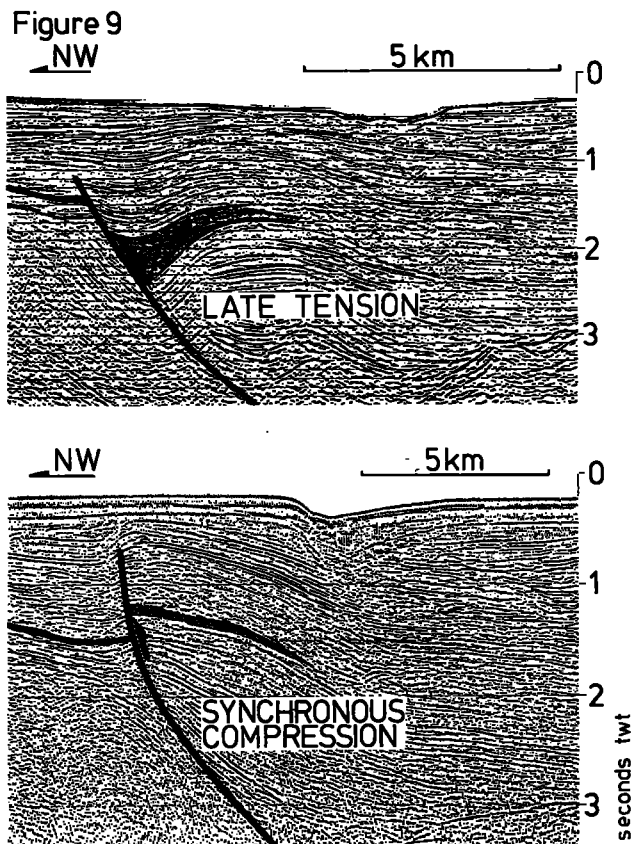 Figure 9
NW
5 km
0
1
2
3
LATE TENSION
NW
5km
0
1
2
3
SYNCHRONOUS
COMPRESSION
seconds twt